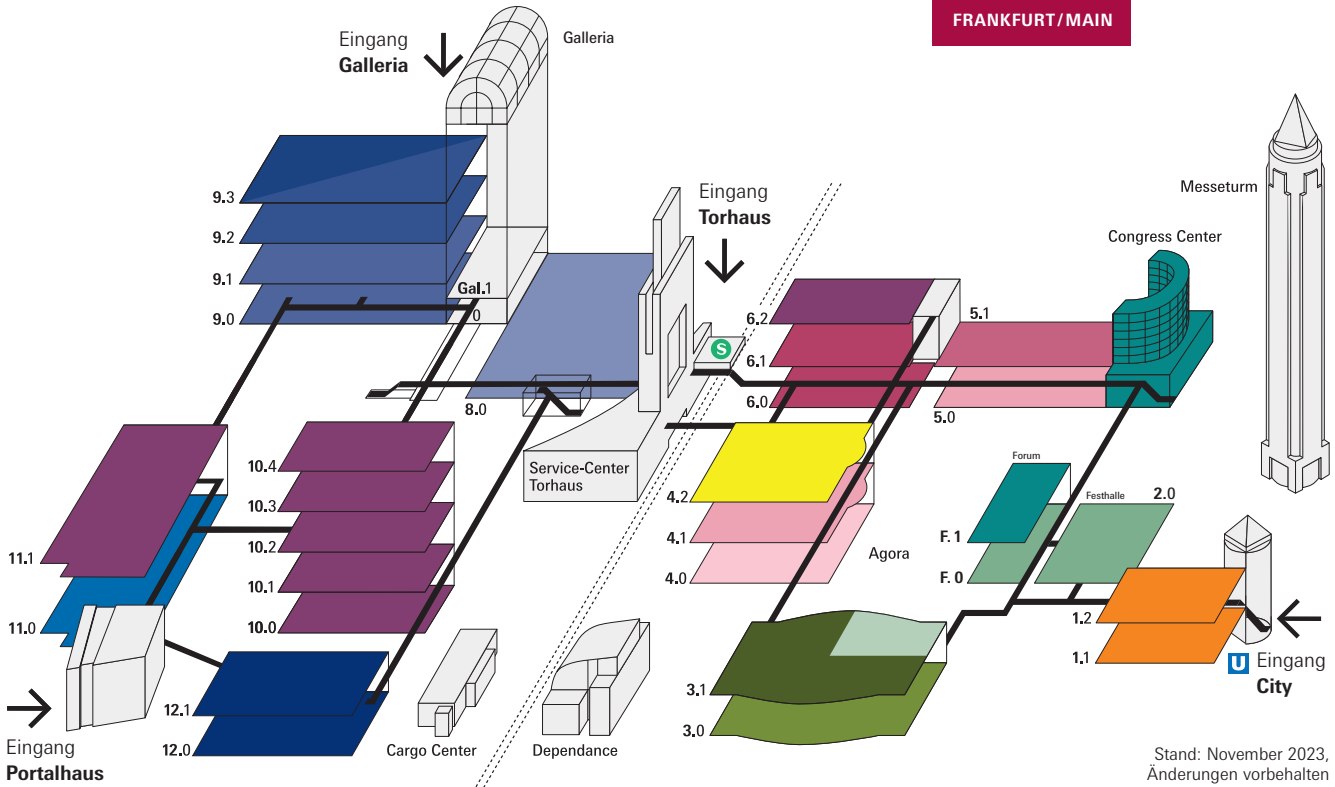 FRANKFURT/MAIN
Eingang
Galleria
Galleria
Messeturm
Eingang
Torhaus
Congress Center
9.3
9.2
9.1
9.0
Gal.1
0
8.0
S
6.2
6.1
6.0
5.1
5.0
Service-Center
Torhaus
4.2
4.1
4.0
Agora
Forum
F.1
F.0
Festhalle
2.0
11.1
11.0
10.4
10.3
10.2
10.1
10.0
1.2
1.1
U
Eingang
City
3.1
3.0
12.1
12.0
Cargo Center
Dependance
Eingang
Portalhaus
Stand: November 2023,
Änderungen vorbehalten